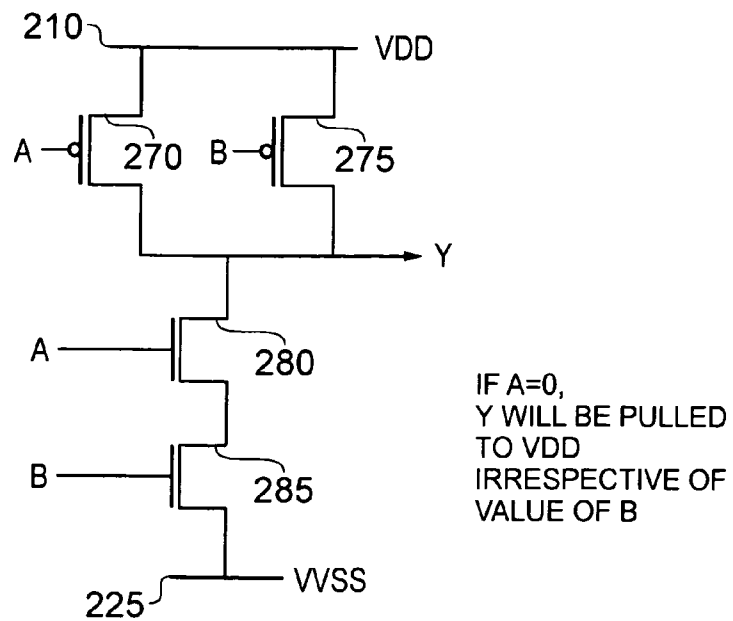 210
VDD
A
270
B
275
Y
A
280
B
285
IF A=0,
Y WILL BE PULLED
TO VDD
IRRESPECTIVE OF
VALUE OF B
225
VVSS